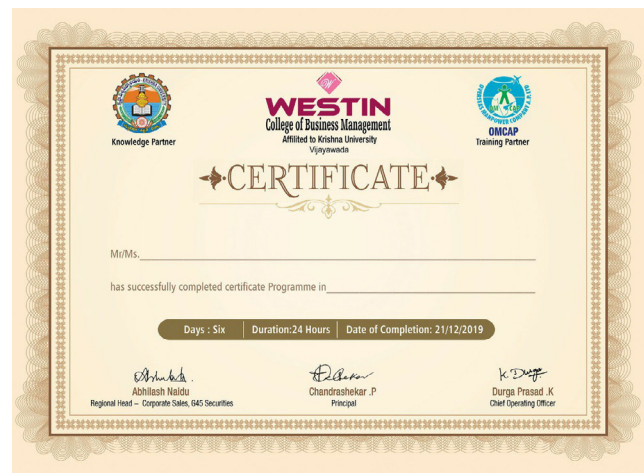 WESTIN
College of Business Management
Affilited to Krishna University
Vijayawada
Knowledge Partner
OMCAP
Training Partner
CERTIFICATE
Mr/Ms.
has successfully completed certificate Programme in
Days : Six Duration:24 Hours Date of Completion: 21/12/2019
Abhilash Naidu
Regional Head – Corporate Sales, G4S Securities
Chandrashekar .P
Principal
Durga Prasad .K
Chief Operating Officer